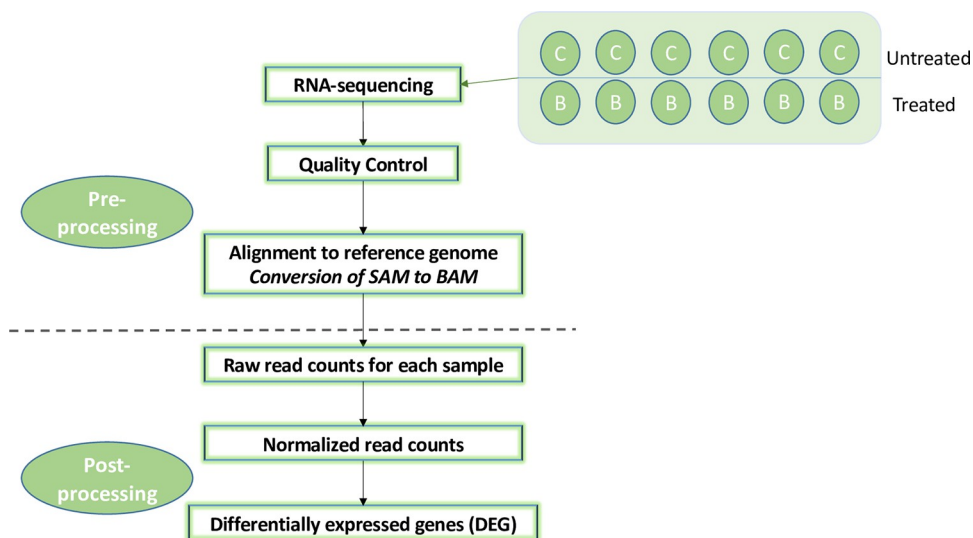 C C C C C C
Untreated
B B B B B B
Treated
RNA-sequencing
Quality Control
Pre-
processing
Alignment to reference genome
Conversion of SAM to BAM
Raw read counts for each sample
Normalized read counts
Post-
processing
Differentially expressed genes (DEG)